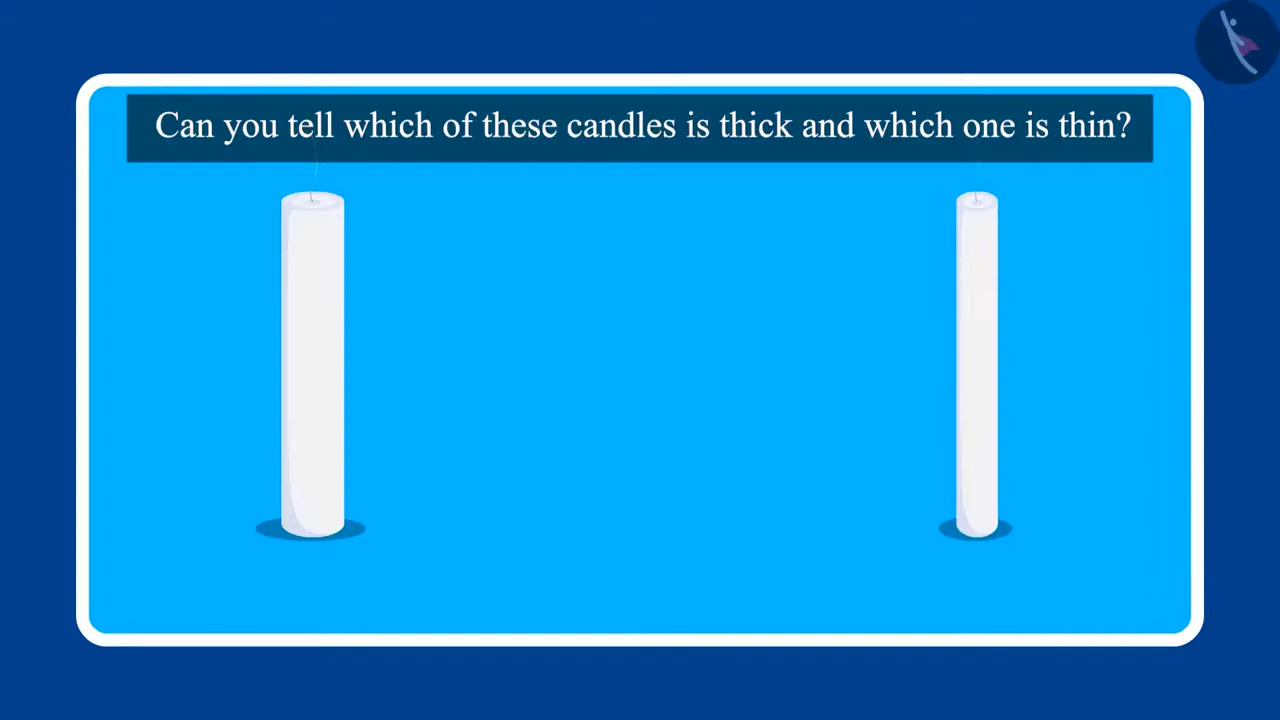 Can you tell which of these candles is thick and which one is thin?